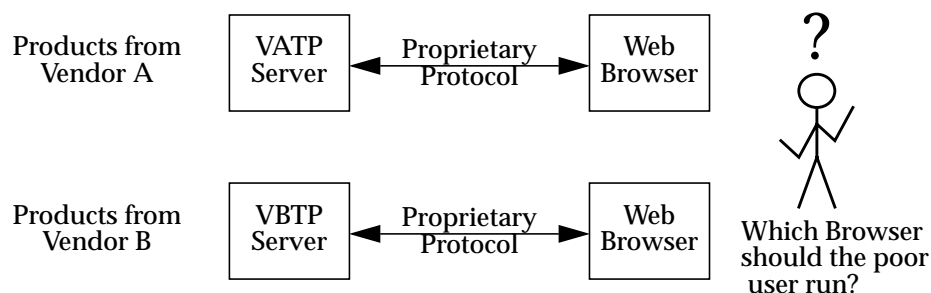 Products from
Vendor A
VATP
Server
Proprietary
Protocol
Web
Browser
?
Products from
Vendor B
VBTP
Server
Proprietary
Protocol
Web
Browser
Which Browser
should the poor
user run?